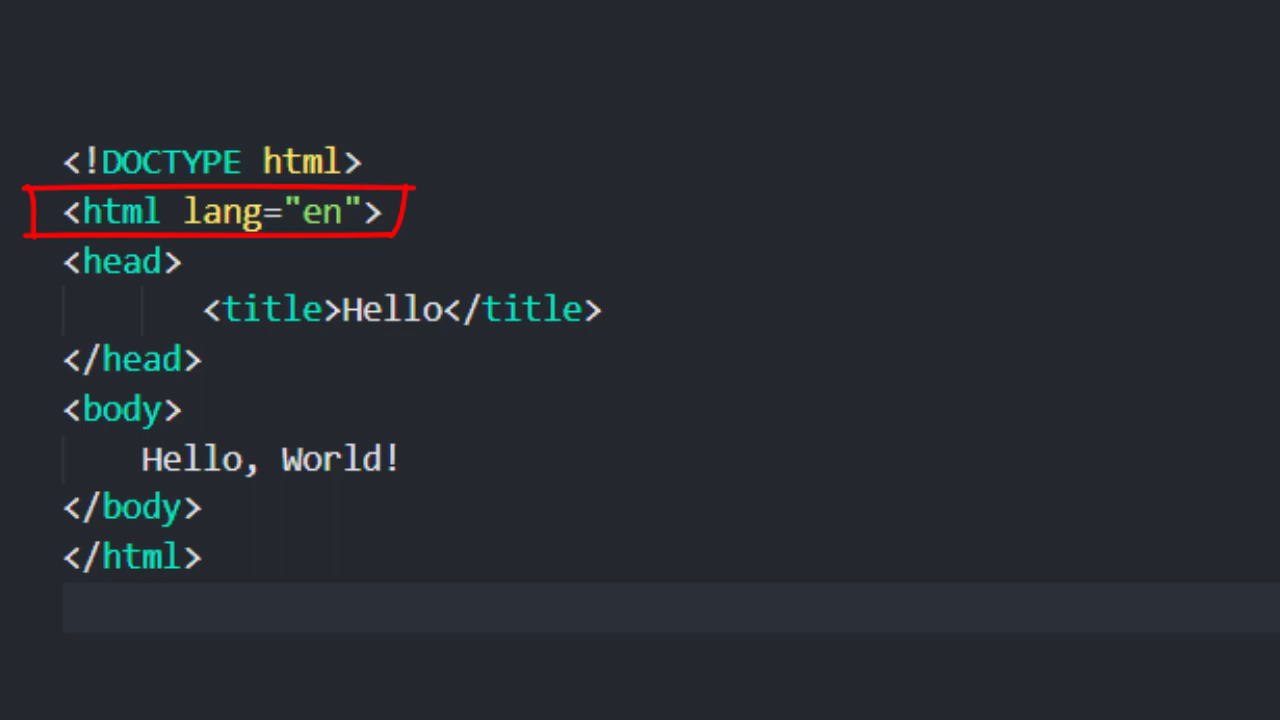 <!DOCTYPE html>
<html lang="en">
<head>
<title>Hello</title>
</head>
<body>
Hello, World!
</body>
</html>